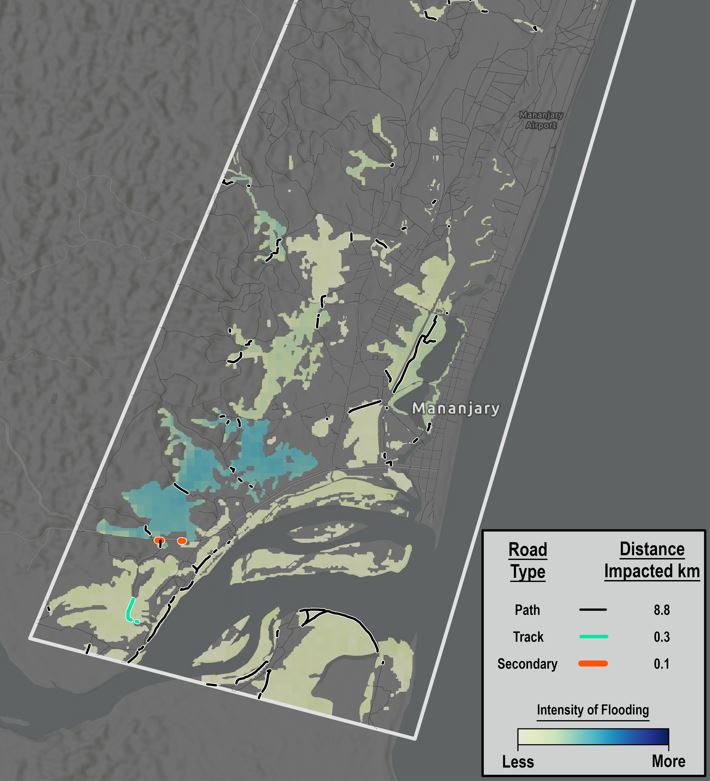 Mananjary
Airport
Mananjary
Road
Type
Distance
Impacted km
Path 8.8
Track 0.3
Secondary 0.1
Intensity of Flooding
Less More